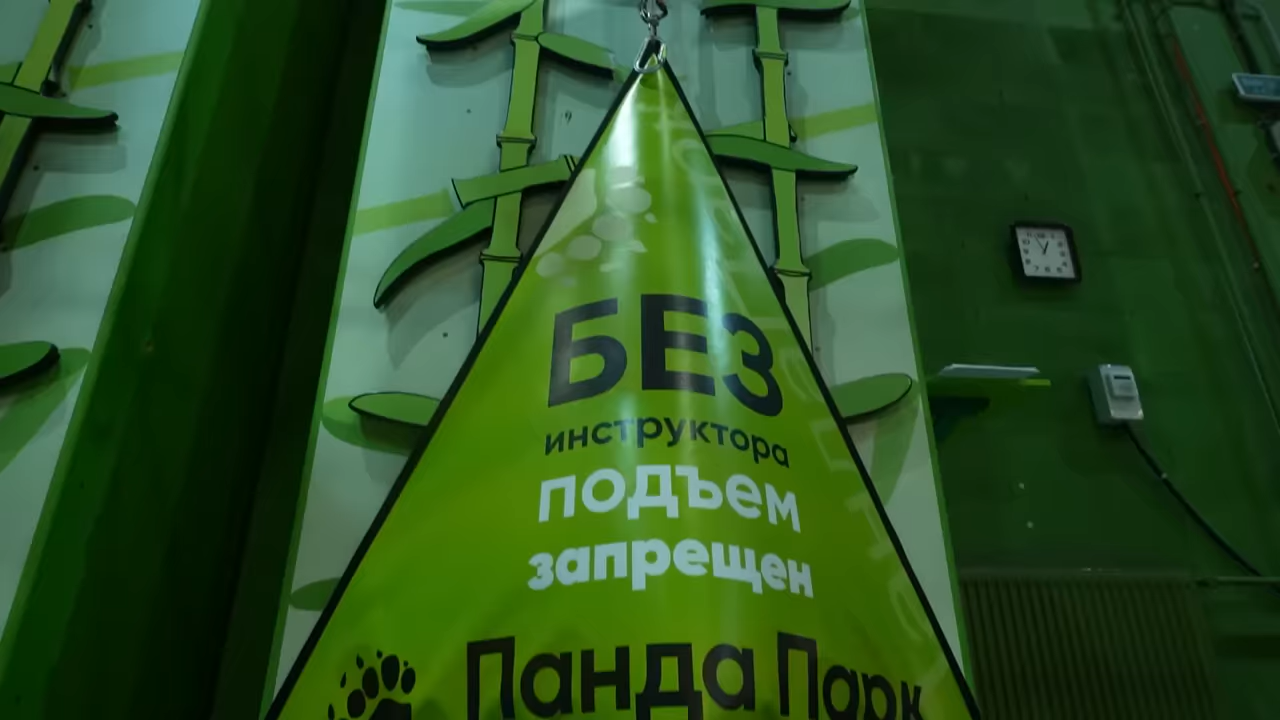 БЕЗ
инструктора
подъем
запрещен
Панда Парк